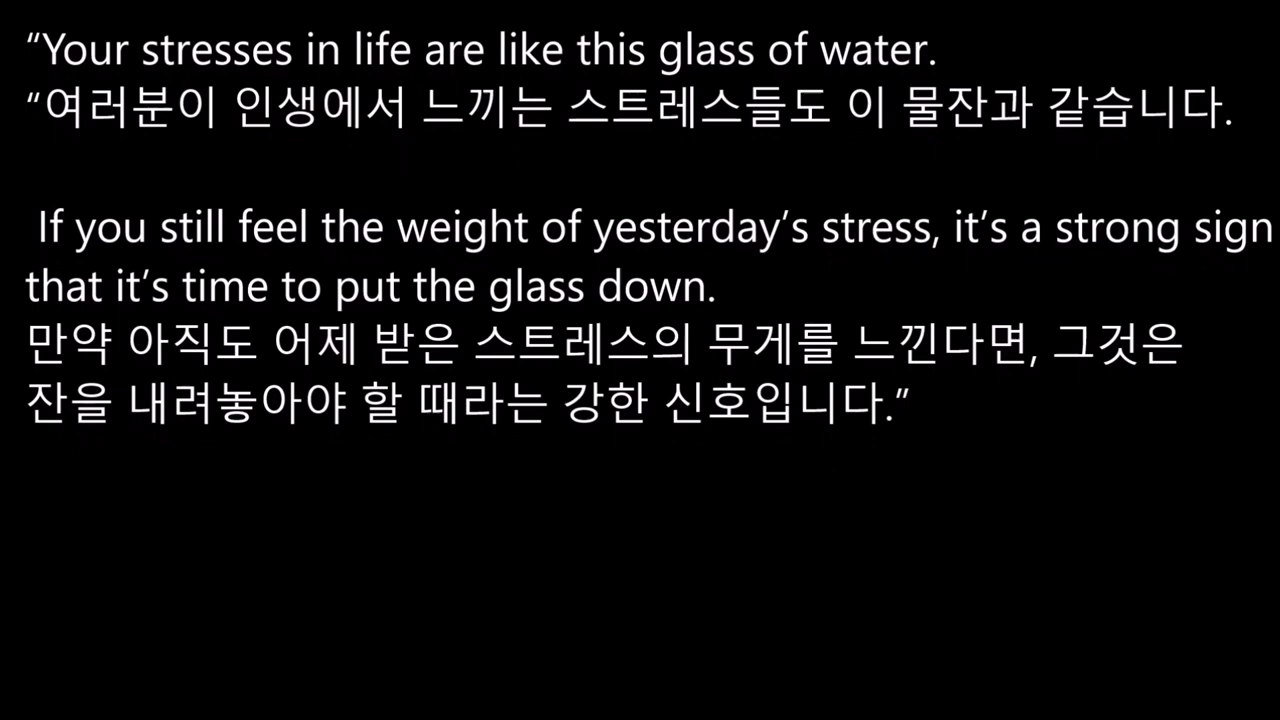 “Your stresses in life are like this glass of water.
“여러분이 인생에서 느끼는 스트레스들도 이 물잔과 같습니다.
If you still feel the weight of yesterday’s stress, it’s a strong sign
that it’s time to put the glass down.
만약 아직도 어제 받은 스트레스의 무게를 느낀다면, 그것은
잔을 내려놓아야 할 때라는 강한 신호입니다.”